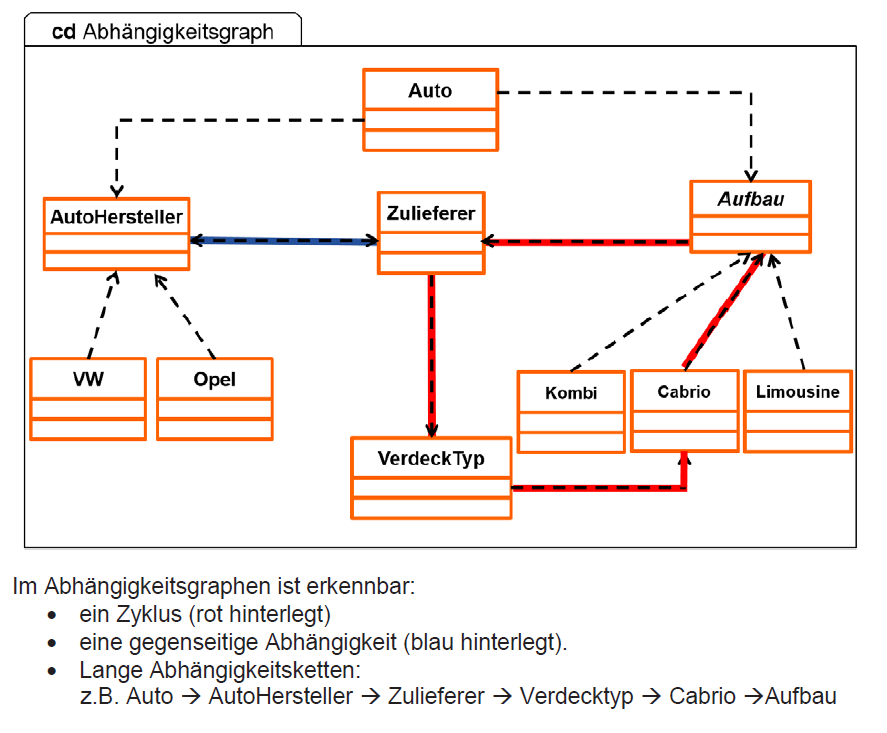 cd Abhängigkeitsgraph
Auto
AutoHersteller
Zulieferer
Aufbau
VW
Opel
Kombi
Cabrio
Limousine
VerdeckTyp
Im Abhängigkeitsgraphen ist erkennbar:
• ein Zyklus (rot hinterlegt)
• eine gegenseitige Abhängigkeit (blau hinterlegt).
• Lange Abhängigkeitsketten:
z.B. Auto → AutoHersteller → Zulieferer → Verdecktyp → Cabrio →Aufbau